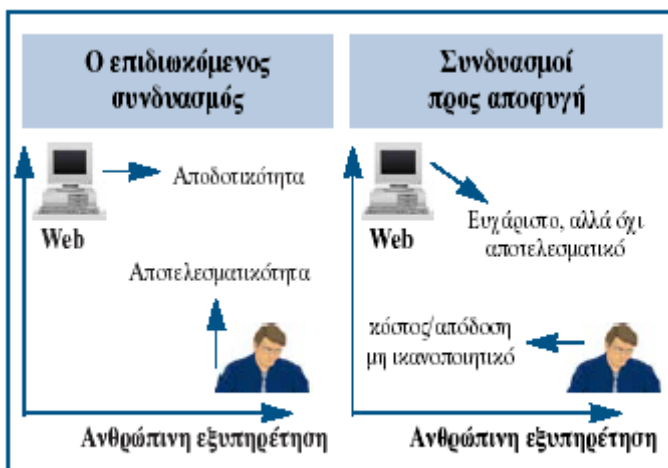 Ο επιδιωκόμενος
συνδυασμός
Αποδοτικότητα
Web
Αποτελεσματικότητα
Ανθρώπινη εξυπηρέτηση
Συνδυασμοί
προς αποφυγή
Web
Ευχάριστο, αλλά όχι
αποτελεσματικό
κόστος/απόδοση
μη ικανοποιητικό
Ανθρώπινη εξυπηρέτηση